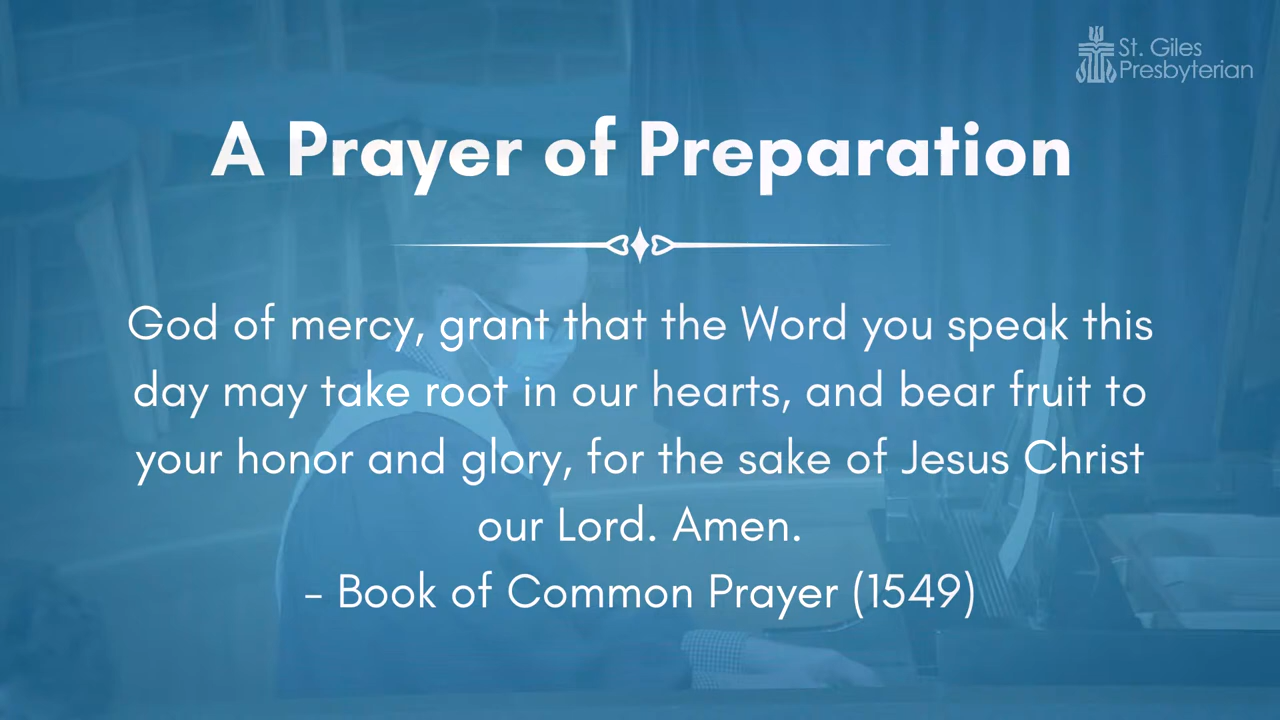 St. Giles
Presbyterian
A Prayer of Preparation
God of mercy, grant that the Word you speak this
day may take root in our hearts, and bear fruit to
your honor and glory, for the sake of Jesus Christ
our Lord. Amen.
– Book of Common Prayer (1549)